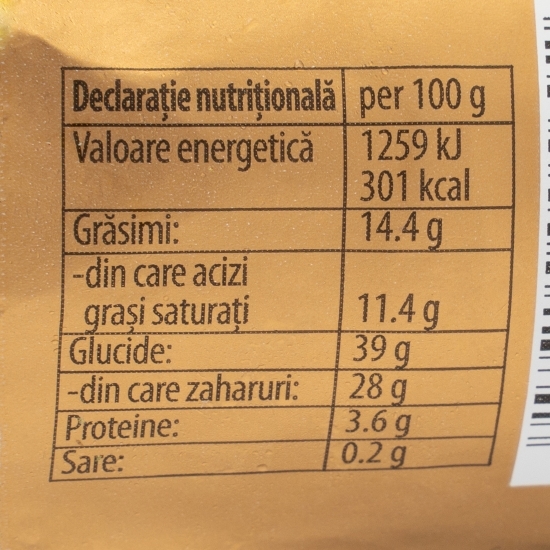 Declarație nutrițională per 100 g
Valoare energetică 1259 kJ
301 kcal
Grăsimi: 14.4 g
-din care acizi
grași saturați 11.4 g
Glucide: 39 g
-din care zaharuri: 28 g
Proteine: 3.6 g
Sare: 0.2 g